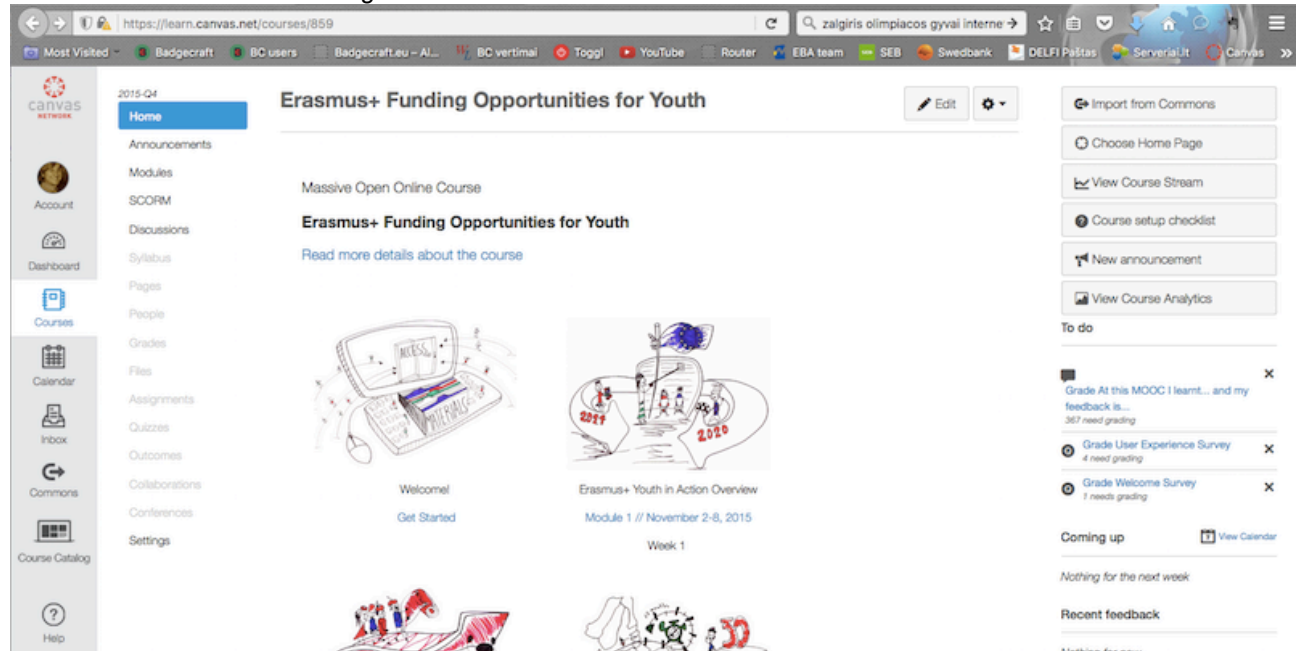 https://learn.canvas.net/courses/859
zalgiris olimpiacos gyvai interne
Most Visited
Badgecraft
BC users
Badgecraft.eu – Al...
BC vertimai
Toggl
YouTube
Router
EBA team
SEB
Swedbank
DELFI Paštas
Serveriai.lt
Canvas
canvas
NETWORK
Account
Dashboard
Courses
Calendar
Inbox
Commons
Course Catalog
Help
2015-Q4
Home
Announcements
Modules
SCORM
Discussions
Syllabus
Pages
People
Grades
Files
Assignments
Quizzes
Outcomes
Collaborations
Conferences
Settings
Erasmus+ Funding Opportunities for Youth
Edit
Massive Open Online Course
Erasmus+ Funding Opportunities for Youth
Read more details about the course
ACCESS
MATERIALS
2014
2020
Welcome!
Get Started
Erasmus+ Youth in Action Overview
Module 1 // November 2-8, 2015
Week 1
30
Import from Commons
Choose Home Page
View Course Stream
Course setup checklist
New announcement
View Course Analytics
To do
Grade At this MOOC I learnt... and my
feedback is...
367 need grading
Grade User Experience Survey
4 need grading
Grade Welcome Survey
1 needs grading
Coming up
View Calendar
Nothing for the next week
Recent feedback